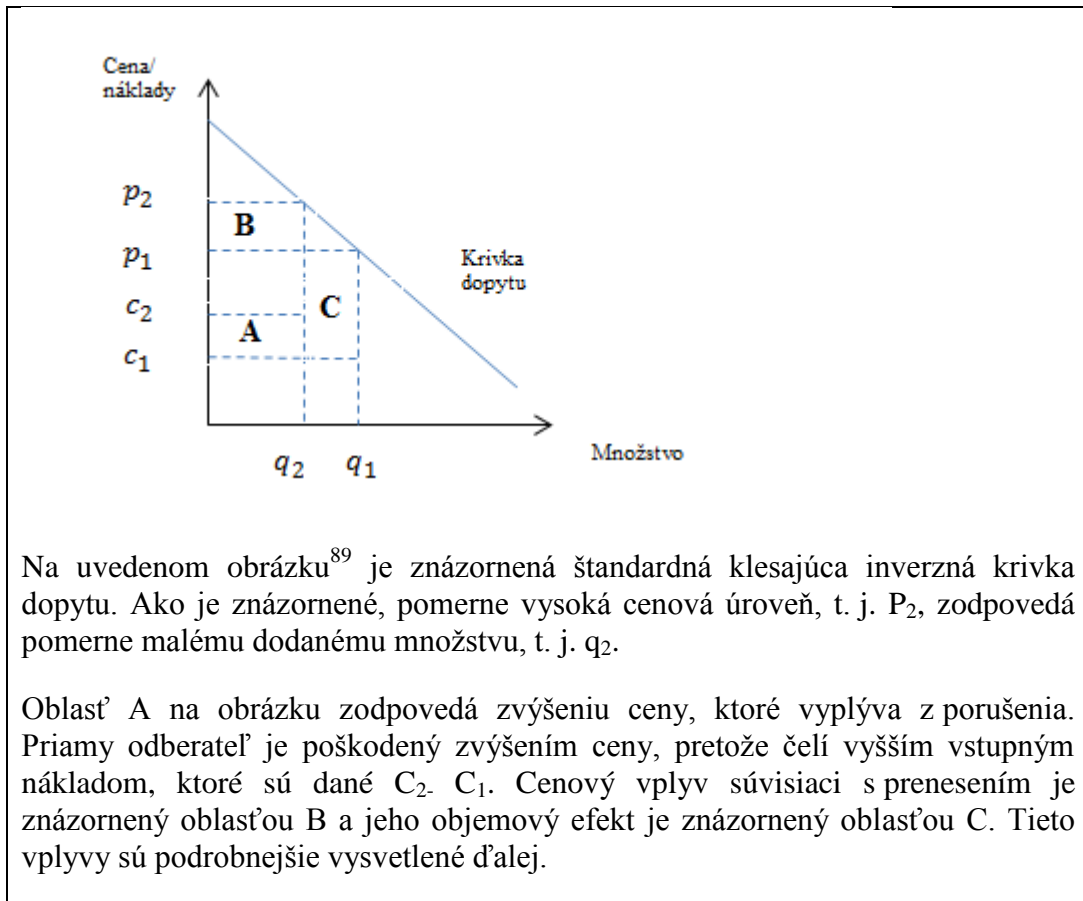 Cena/
náklady
p₂
B
p₁
Krivka
dopytu
c₂
C
A
c₁
Množstvo
q₂ q₁
Na uvedenom obrázku⁸⁹ je znázornená štandardná klesajúca inverzná krivka
dopytu. Ako je znázornené, pomerne vysoká cenová úroveň, t. j. P₂, zodpovedá
pomerne malému dodanému množstvu, t. j. q₂.
Oblasť A na obrázku zodpovedá zvýšeniu ceny, ktoré vyplýva z porušenia.
Priamy odberateľ je poškodený zvýšením ceny, pretože čelí vyšším vstupným
nákladom, ktoré sú dané C₂- C₁. Cenový vplyv súvisiaci s prenesením je
znázornený oblasťou B a jeho objemový efekt je znázornený oblasťou C. Tieto
vplyvy sú podrobnejšie vysvetlené ďalej.